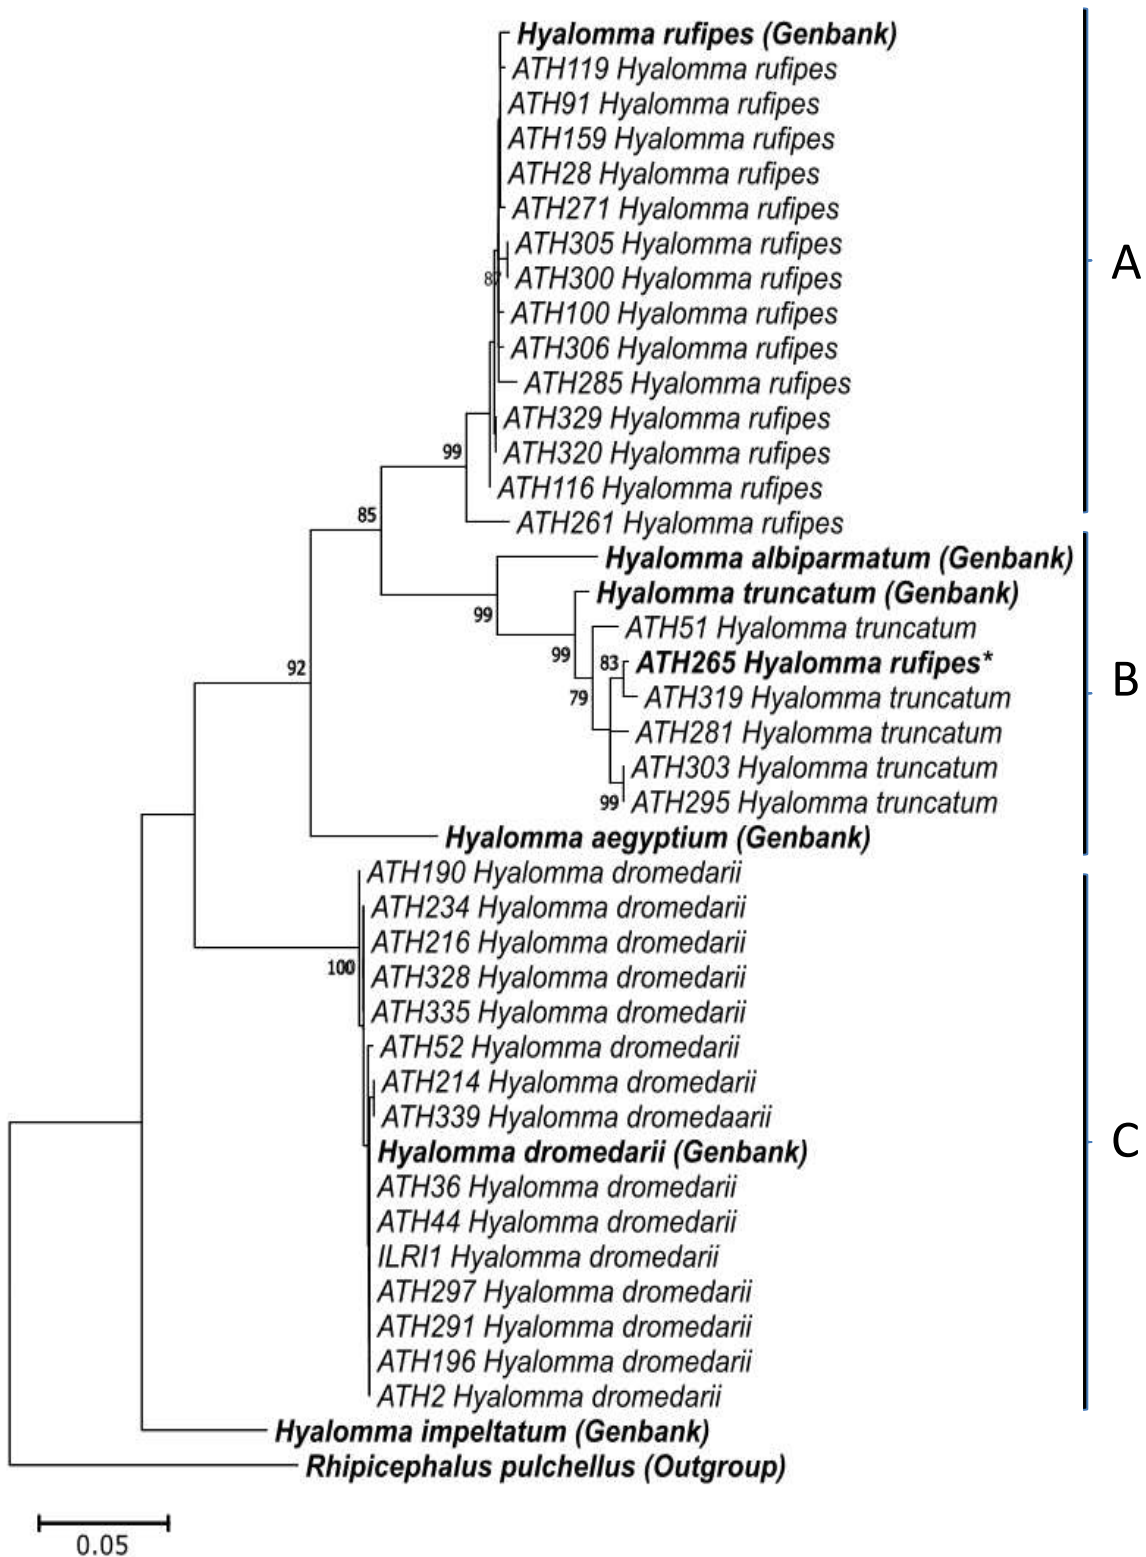 Hyalomma rufipes (Genbank)
ATH119 Hyalomma rufipes
ATH91 Hyalomma rufipes
ATH159 Hyalomma rufipes
ATH28 Hyalomma rufipes
ATH271 Hyalomma rufipes
ATH305 Hyalomma rufipes
A
87
ATH300 Hyalomma rufipes
ATH100 Hyalomma rufipes
ATH306 Hyalomma rufipes
ATH285 Hyalomma rufipes
ATH329 Hyalomma rufipes
99
ATH320 Hyalomma rufipes
ATH116 Hyalomma rufipes
85
ATH261 Hyalomma rufipes
Hyalomma albiparmatum (Genbank)
Hyalomma truncatum (Genbank)
99
ATH51 Hyalomma truncatum
99
83
ATH265 Hyalomma rufipes*
92
B
79
ATH319 Hyalomma truncatum
ATH281 Hyalomma truncatum
ATH303 Hyalomma truncatum
99
ATH295 Hyalomma truncatum
Hyalomma aegyptium (Genbank)
ATH190 Hyalomma dromedarii
ATH234 Hyalomma dromedarii
ATH216 Hyalomma dromedarii
100
ATH328 Hyalomma dromedarii
ATH335 Hyalomma dromedarii
ATH52 Hyalomma dromedarii
ATH214 Hyalomma dromedarii
ATH339 Hyalomma dromedaarii
C
Hyalomma dromedarii (Genbank)
ATH36 Hyalomma dromedarii
ATH44 Hyalomma dromedarii
ILRI1 Hyalomma dromedarii
ATH297 Hyalomma dromedarii
ATH291 Hyalomma dromedarii
ATH196 Hyalomma dromedarii
ATH2 Hyalomma dromedarii
Hyalomma impeltatum (Genbank)
Rhipicephalus pulchellus (Outgroup)
0.05